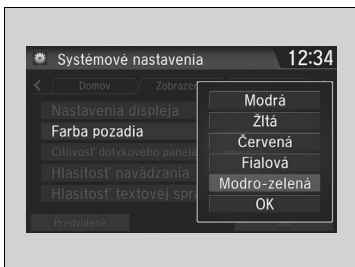 Systémové nastavenia 12:34
Domov Zobrazen
Nastavenia displeja
Farba pozadia
Citlivosť dotykového panela
Hlasitosť navádzania
Hlasitosť textovej sprá
Predvolené
Modrá
Žltá
Červená
Fialová
Modro-zelená
OK